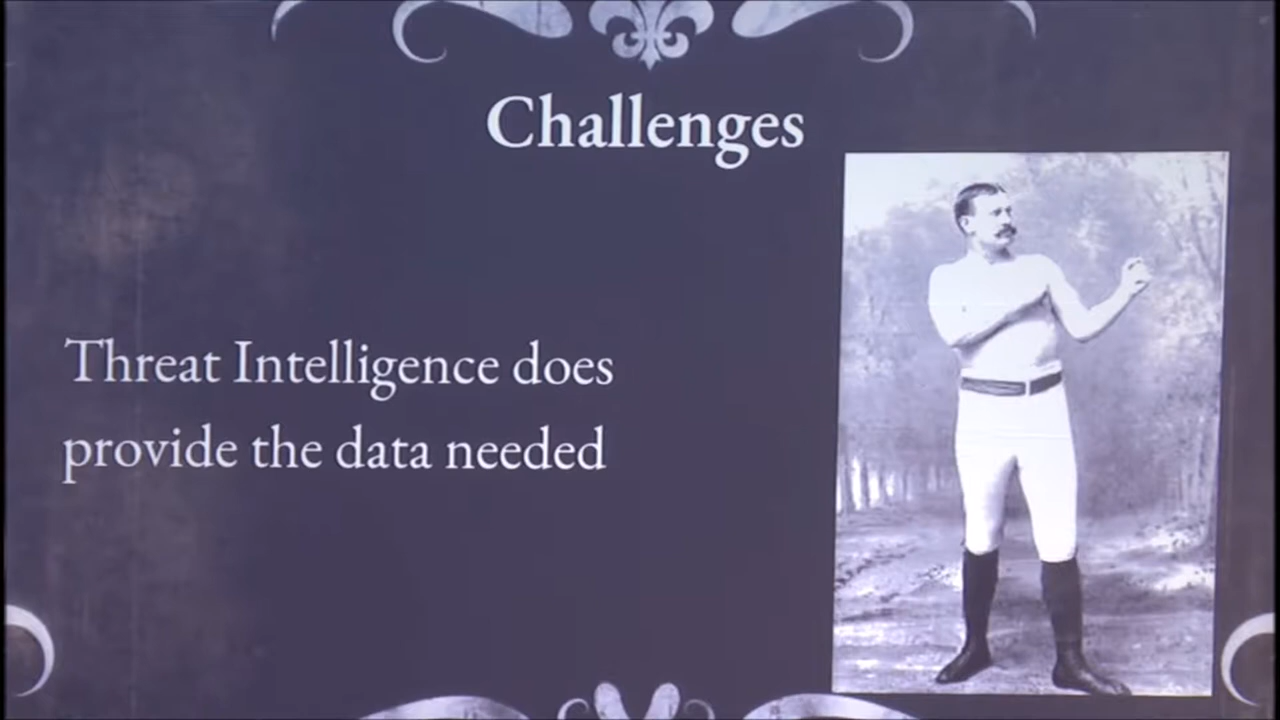 Challenges
Threat Intelligence does
provide the data needed